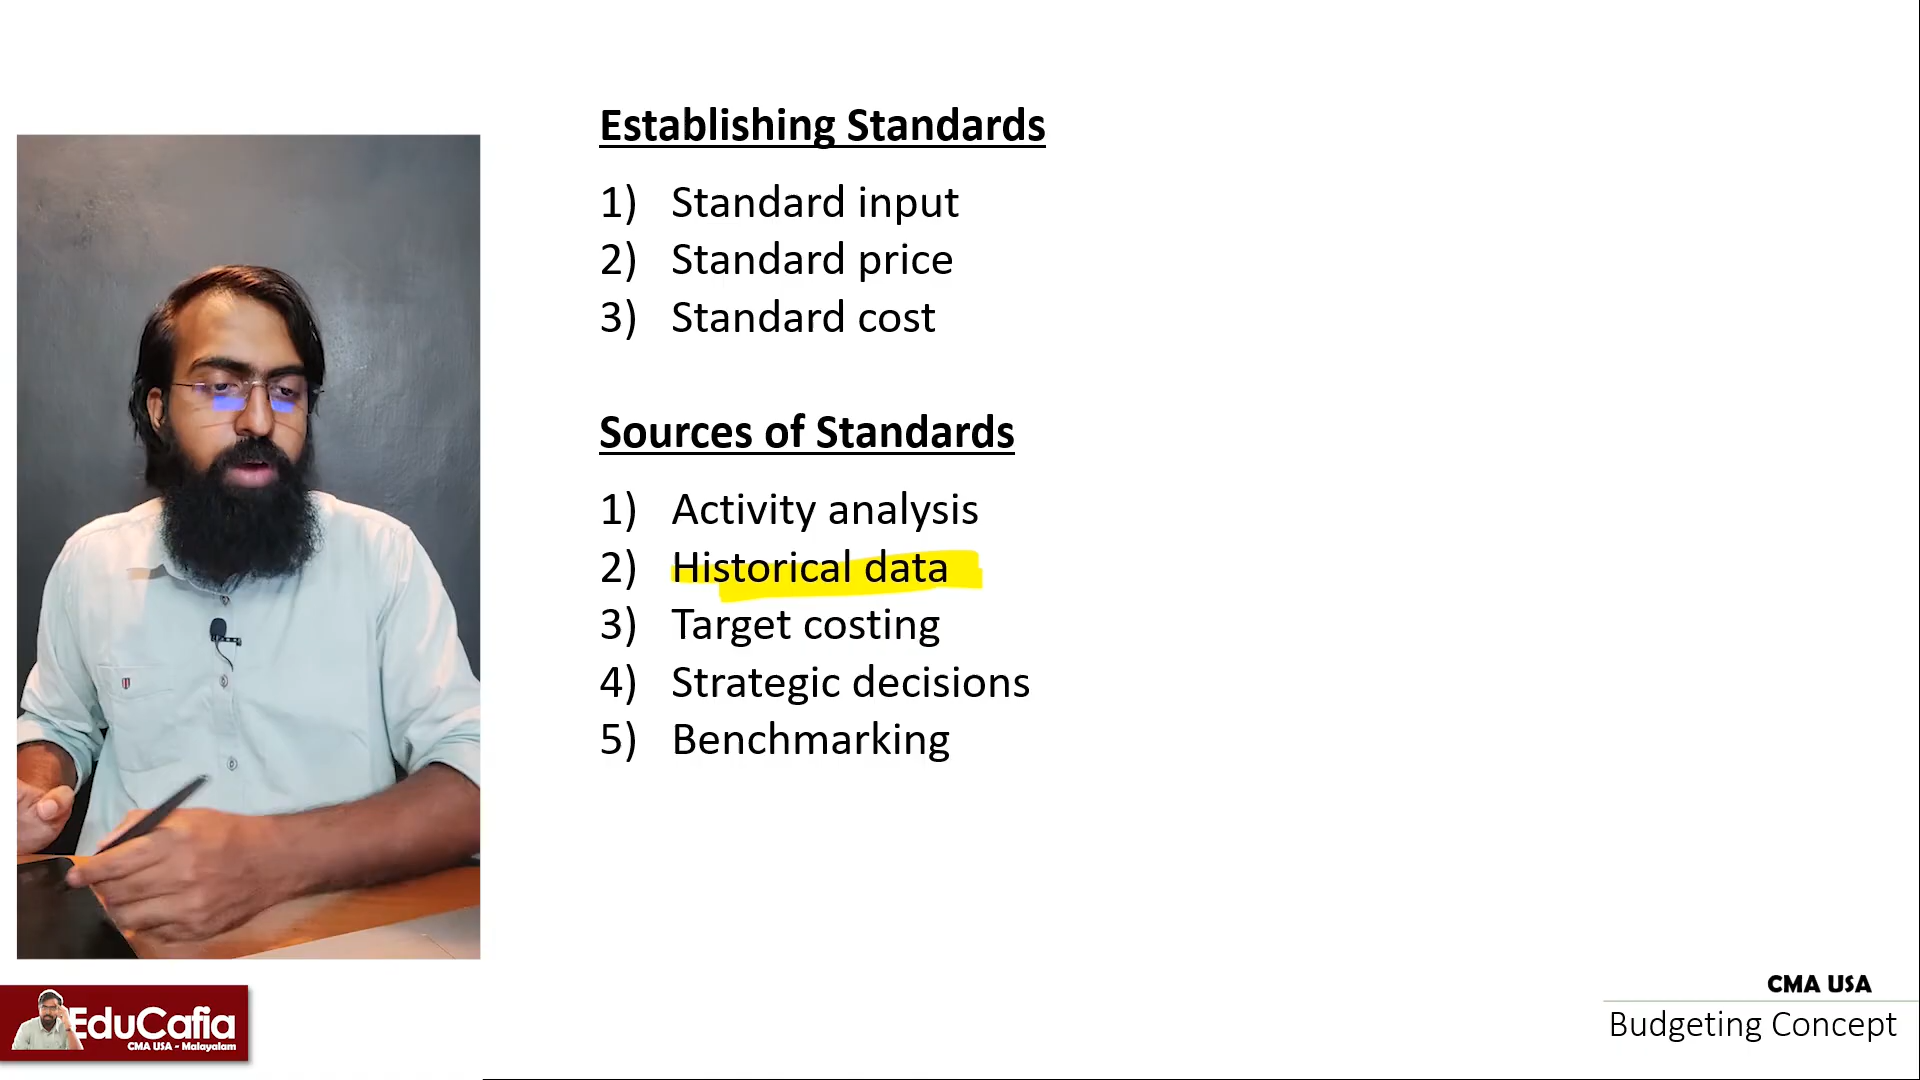 Establishing Standards
1) Standard input
2) Standard price
3) Standard cost
Sources of Standards
1) Activity analysis
2) Historical data
3) Target costing
4) Strategic decisions
5) Benchmarking
EduCafia
CMA USA - Malayalam
CMA USA
Budgeting Concept